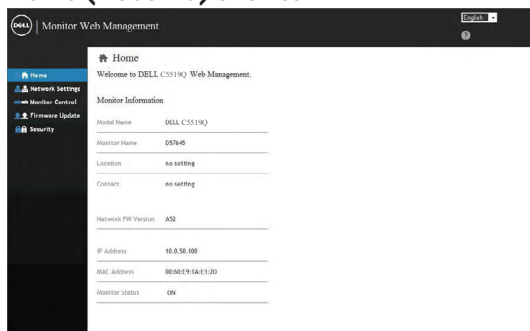 DELL Monitor Web Management
English
Home
Network Settings
Monitor Control
Firmware Update
Security
Home
Welcome to DELL C5519Q Web Management.
Monitor Information
Model Name DELL C5519Q
Monitor Name D57645
Location no setting
Contact no setting
Network FW Version A52
IP Address 10.0.50.100
MAC Address 00:60:E9:1A:E1:2D
Monitor Status ON